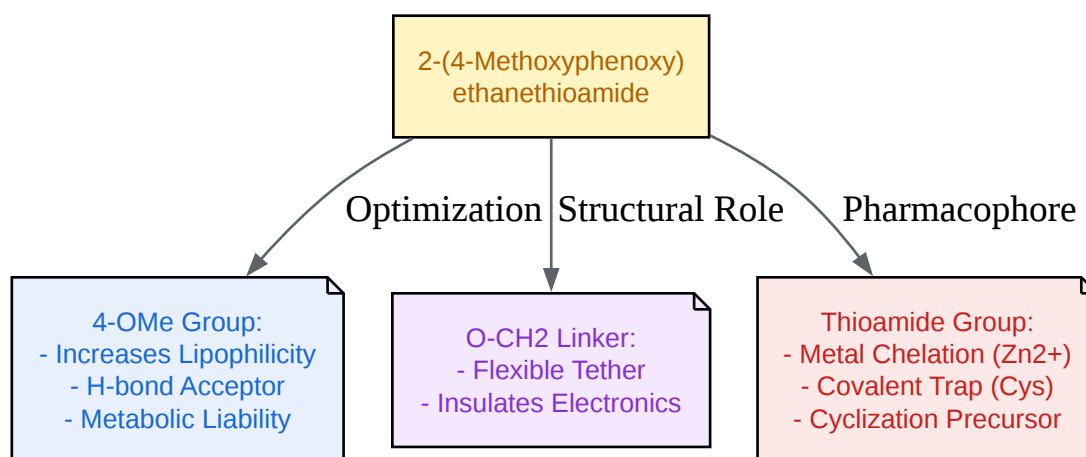 2-(4-Methoxyphenoxy)
ethanethioamide
Optimization
Structural Role
Pharmacophore
4-OMe Group:
- Increases Lipophilicity
- H-bond Acceptor
- Metabolic Liability
O-CH2 Linker:
- Flexible Tether
- Insulates Electronics
Thioamide Group:
- Metal Chelation (Zn2+)
- Covalent Trap (Cys)
- Cyclization Precursor